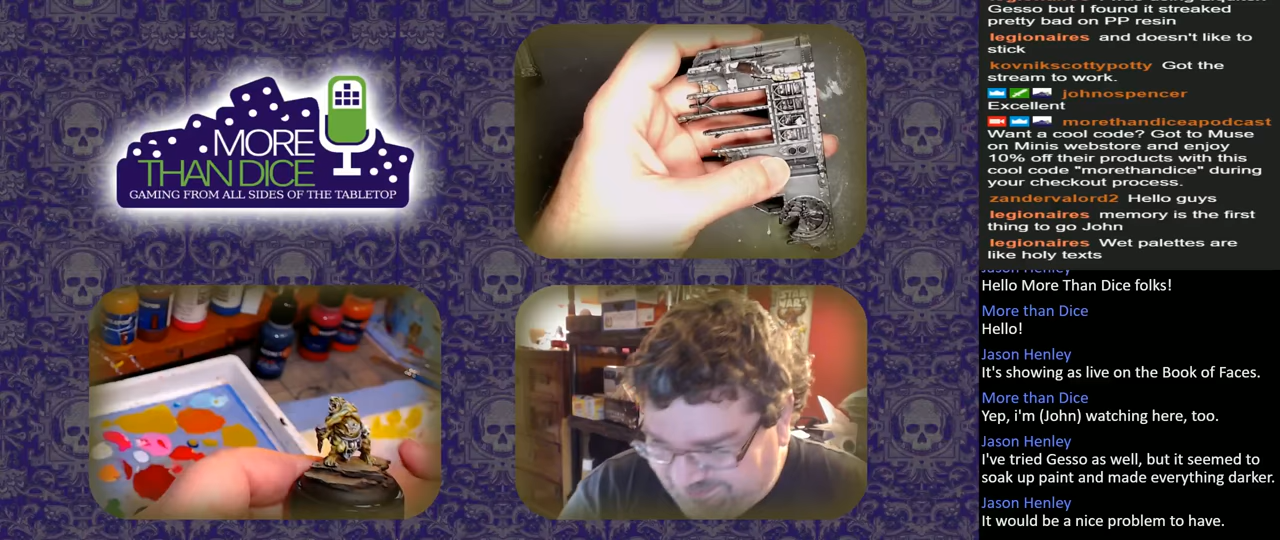 MORE
THAN DICE
GAMING FROM ALL SIDES OF THE TABLETOP
STAR
WARS
Gesso but I found it streaked
pretty bad on PP resin
legionaires and doesn't like to
stick
kovnikscottypotty Got the
stream to work.
johnospencer
Excellent
morethandiceapodcast
Want a cool code? Got to Muse
on Minis webstore and enjoy
10% off their products with this
cool code "morethandice" during
your checkout process.
zandervalord2 Hello guys
legionaires memory is the first
thing to go John
legionaires Wet palettes are
like holy texts
Jason Henley
Hello More Than Dice folks!
More than Dice
Hello!
Jason Henley
It's showing as live on the Book of Faces.
More than Dice
Yep, i'm (John) watching here, too.
Jason Henley
I've tried Gesso as well, but it seemed to
soak up paint and made everything darker.
Jason Henley
It would be a nice problem to have.